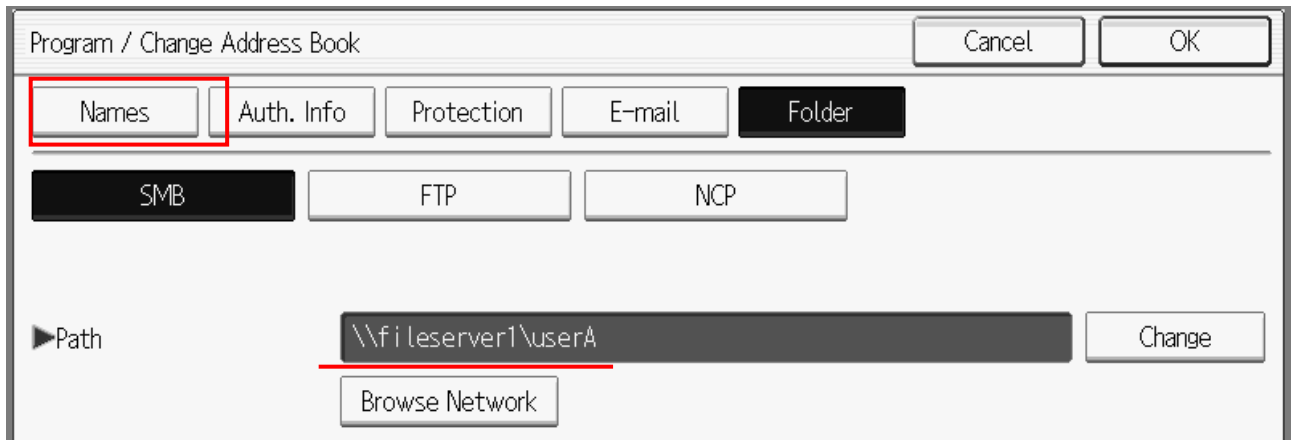 Program / Change Address Book Cancel OK
Names Auth. Info Protection E-mail Folder
SMB FTP NCP
▶Path \\fileserver1\userA Change
Browse Network